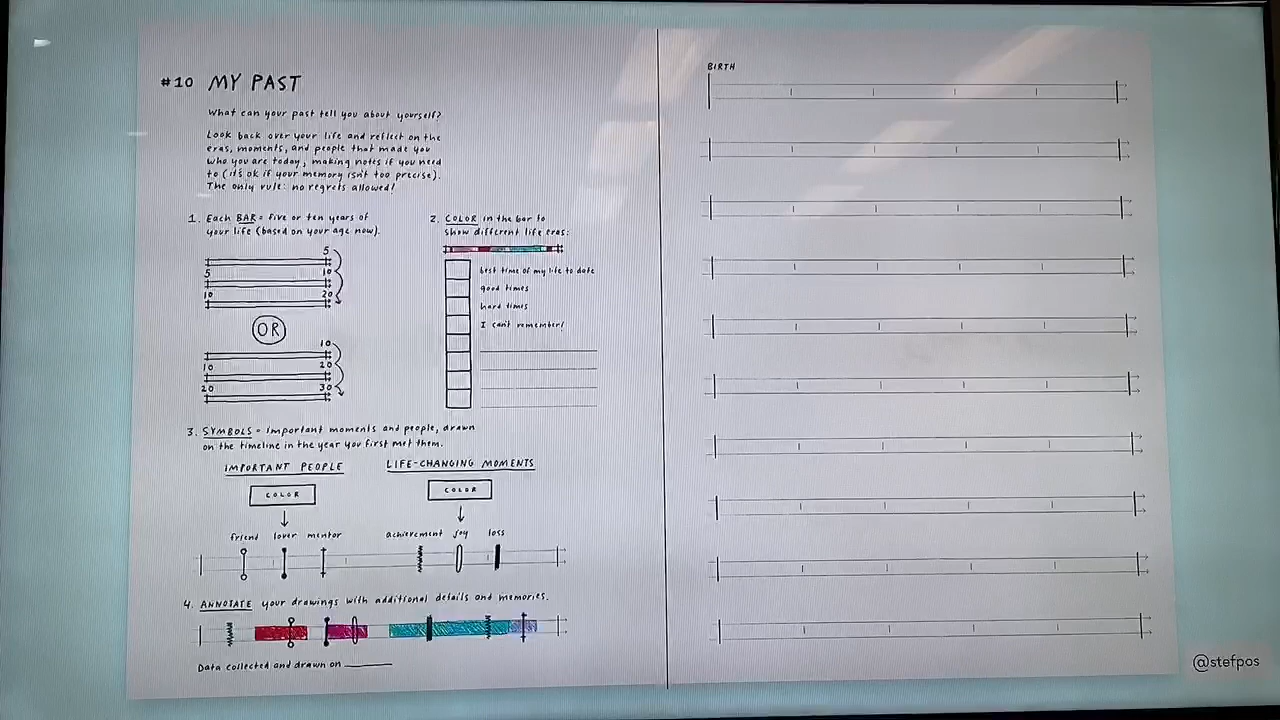 #10 MY PAST
What can your past tell you about yourself?
Look back over your life and reflect on the
eras, moments, and people that made you
who you are today, making notes if you need
to (it's ok if your memory isn't too precise).
The only rule: no regrets allowed!
1. Each BAR = five or ten years of
your life (based on your age now).
5
5 10
10 20
OR
10
10 20
20 30
2. COLOR in the bar to
show different life eras:
best time of my life to date
good times
hard times
I can't remember!
3. SYMBOLS = important moments and people, drawn
on the timeline in the year you first met them.
IMPORTANT PEOPLE
COLOR
friend lover mentor
LIFE-CHANGING MOMENTS
COLOR
achievement joy loss
4. ANNOTATE your drawings with additional details and memories.
Data collected and drawn on
BIRTH
@stefpos